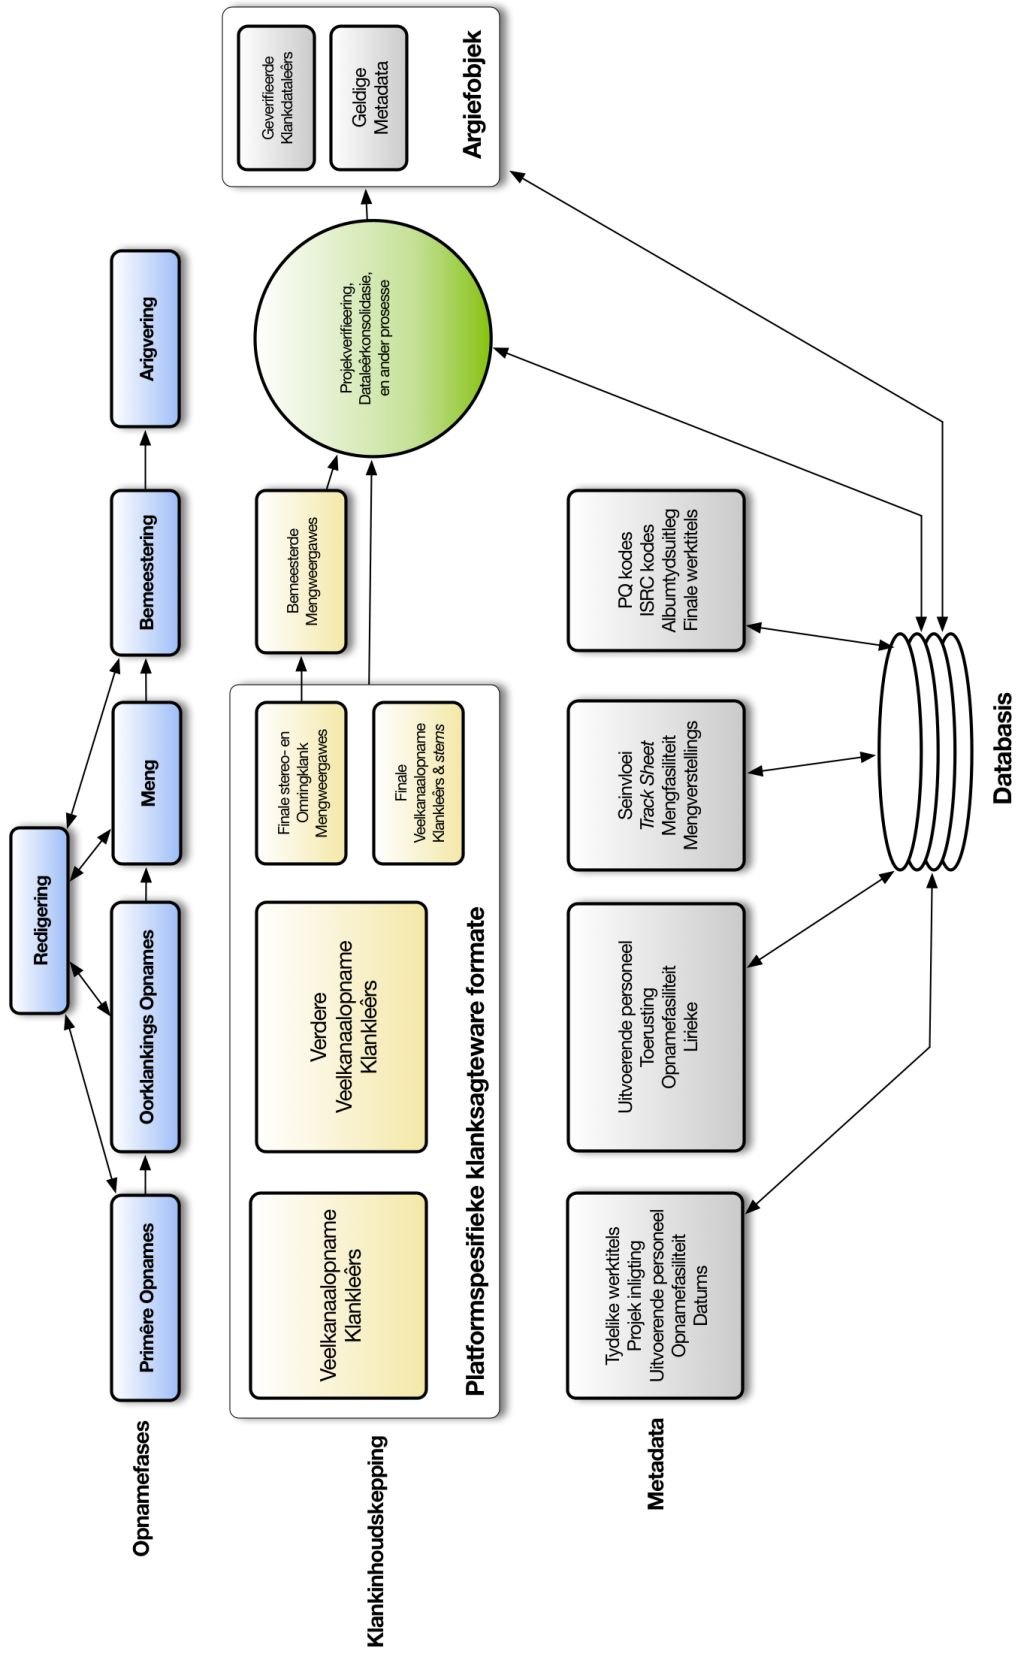 Redigering
Opnamefases
Primêre Opnames
Oorklankings Opnames
Meng
Bemeestering
Arigvering
Klankinhoudskepping
Veelkanaalopname
Klankleêrs
Verdere
Veelkanaalopname
Klankleêrs
Finale stereo- en
Omringklank
Mengweergawes
Finale
Veelkanaalopname
Klankleêrs & stems
Platformspesifieke klanksagteware formate
Bemeesterde
Mengweergawes
Projekverifieering,
Dataleêrkonsolidasie,
en ander prosesse
Geverifieerde
Klankdataleêrs
Geldige
Metadata
Argiefobjek
Metadata
Tydelike werktitels
Projek inligting
Uitvoerende personeel
Opnamefasiliteit
Datums
Uitvoerende personeel
Toerusting
Opnamefasiliteit
Lirieke
Seinvloei
Track Sheet
Mengfasiliteit
Mengverstellings
PQ kodes
ISRC kodes
Albumtydsuitleg
Finale werktitels
Databasis